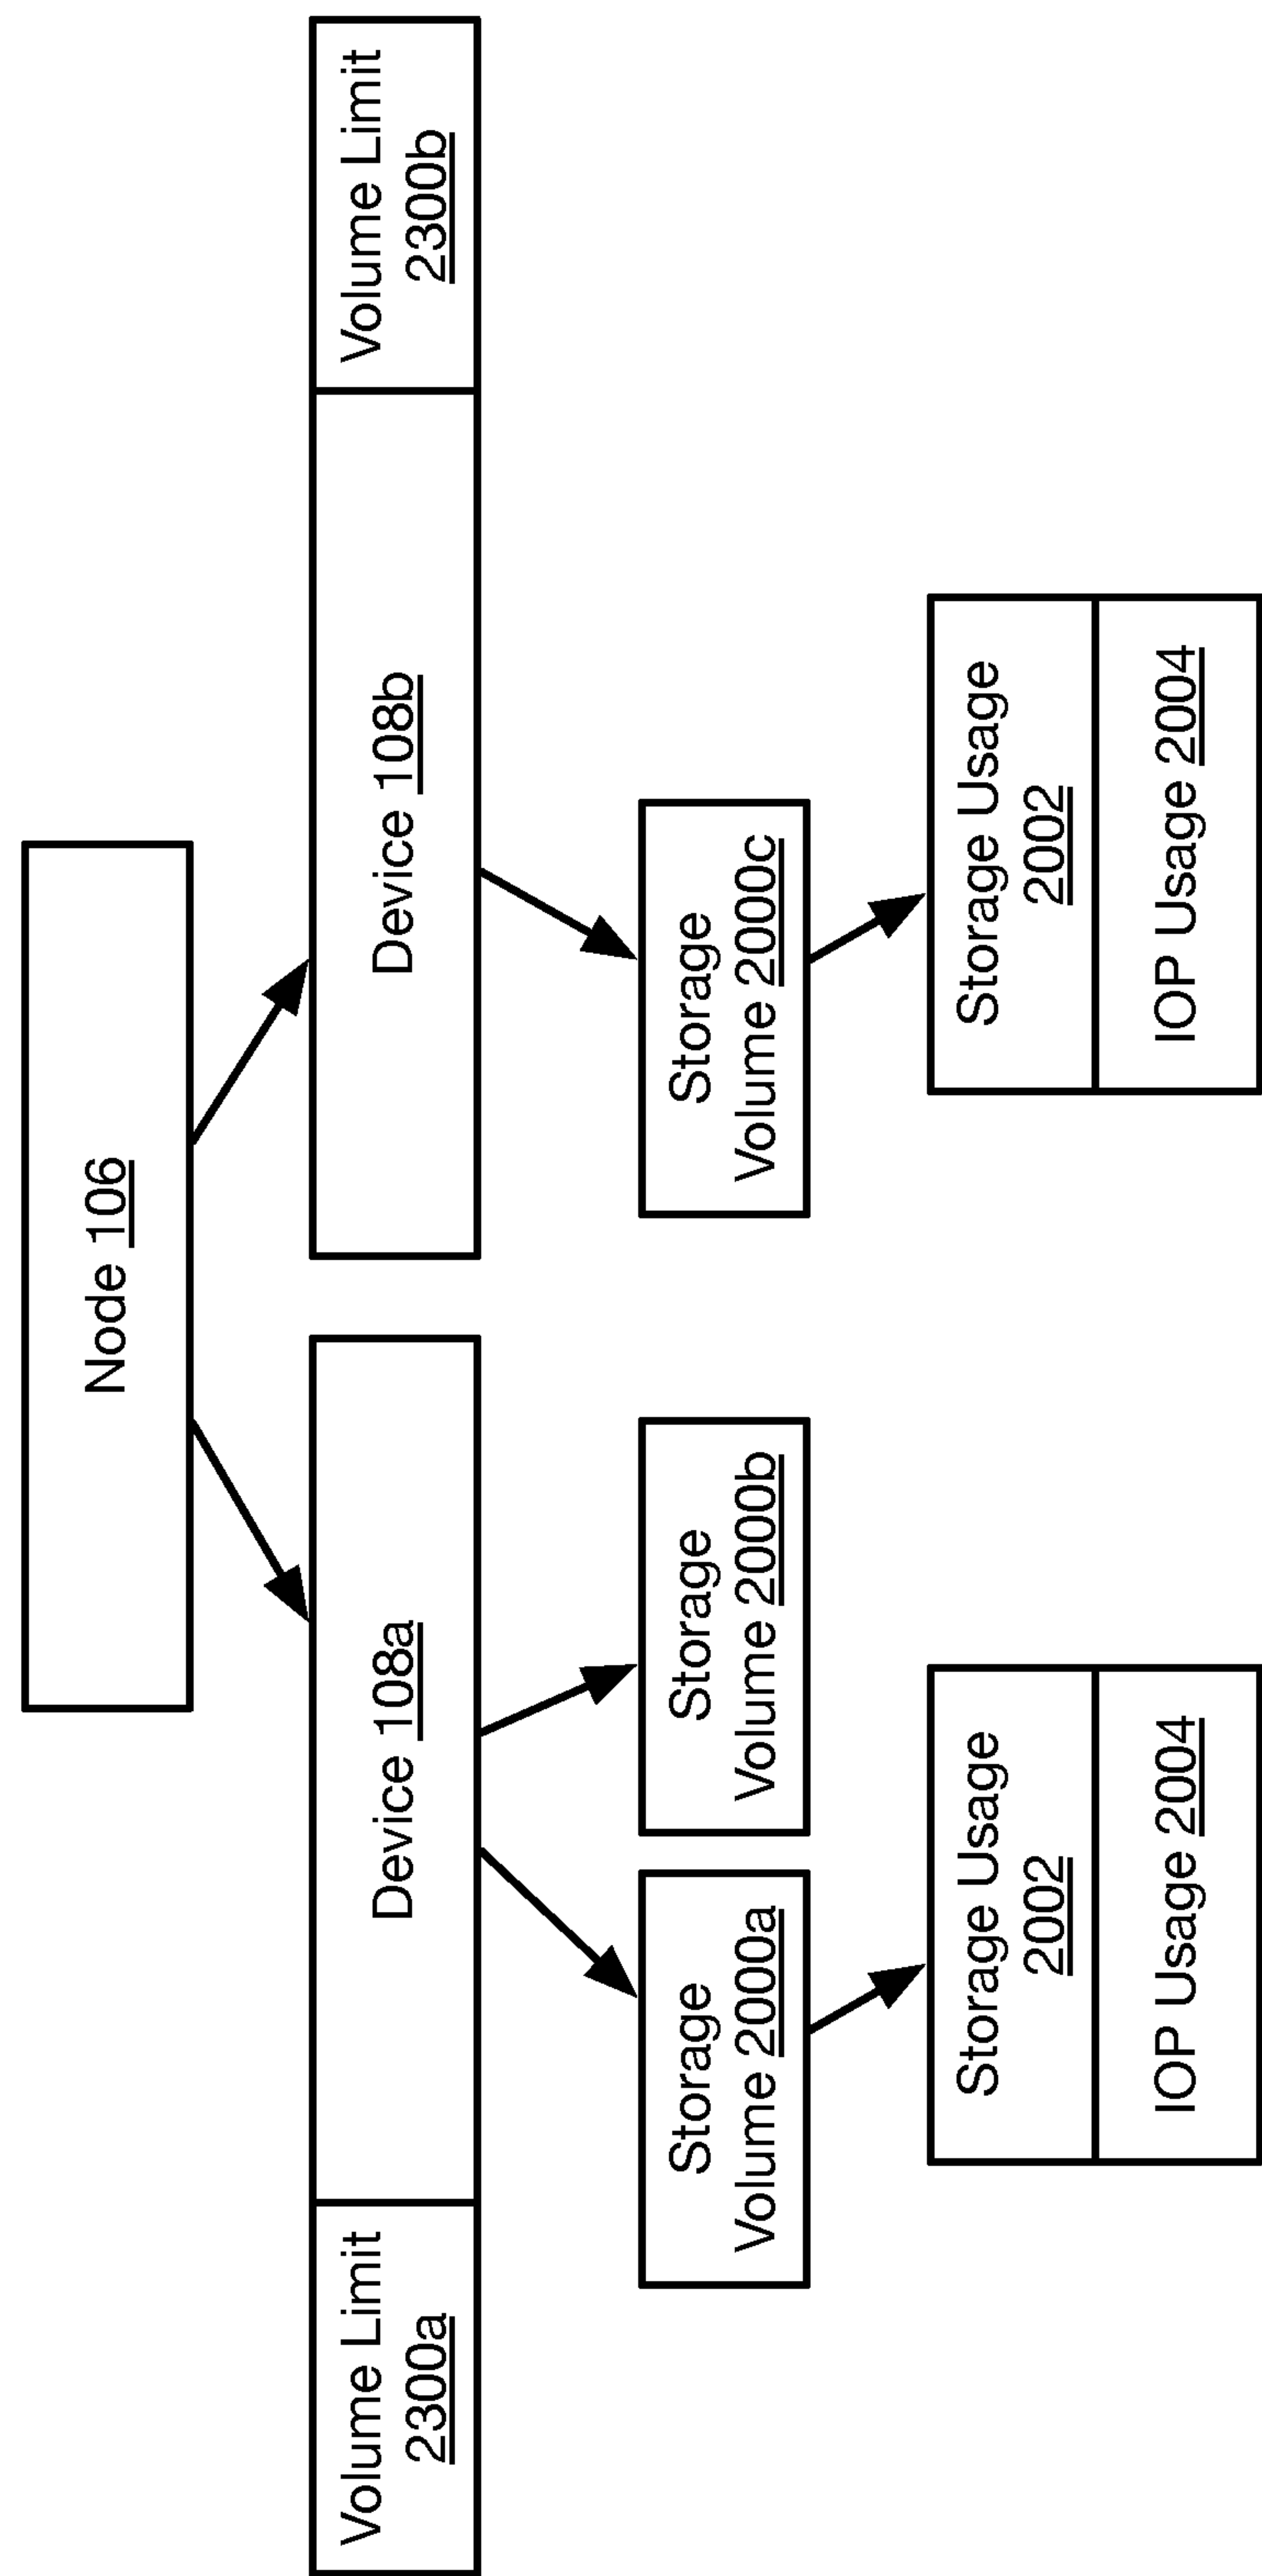 Node 106
Volume Limit
2300a
Device 108a
Device 108b
Volume Limit
2300b
Storage
Volume 2000a
Storage
Volume 2000b
Storage
Volume 2000c
Storage Usage
2002
IOP Usage 2004
Storage Usage
2002
IOP Usage 2004